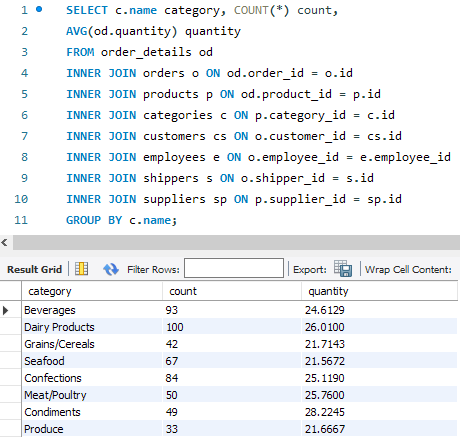 1 SELECT c.name category, COUNT(*) count,
2 AVG(od.quantity) quantity
3 FROM order_details od
4 INNER JOIN orders o ON od.order_id = o.id
5 INNER JOIN products p ON od.product_id = p.id
6 INNER JOIN categories c ON p.category_id = c.id
7 INNER JOIN customers cs ON o.customer_id = cs.id
8 INNER JOIN employees e ON o.employee_id = e.employee_id
9 INNER JOIN shippers s ON o.shipper_id = s.id
10 INNER JOIN suppliers sp ON p.supplier_id = sp.id
11 GROUP BY c.name;
Result Grid Filter Rows: Export: Wrap Cell Content:
category count quantity
Beverages 93 24.6129
Dairy Products 100 26.0100
Grains/Cereals 42 21.7143
Seafood 67 21.5672
Confections 84 25.1190
Meat/Poultry 50 25.7600
Condiments 49 28.2245
Produce 33 21.6667